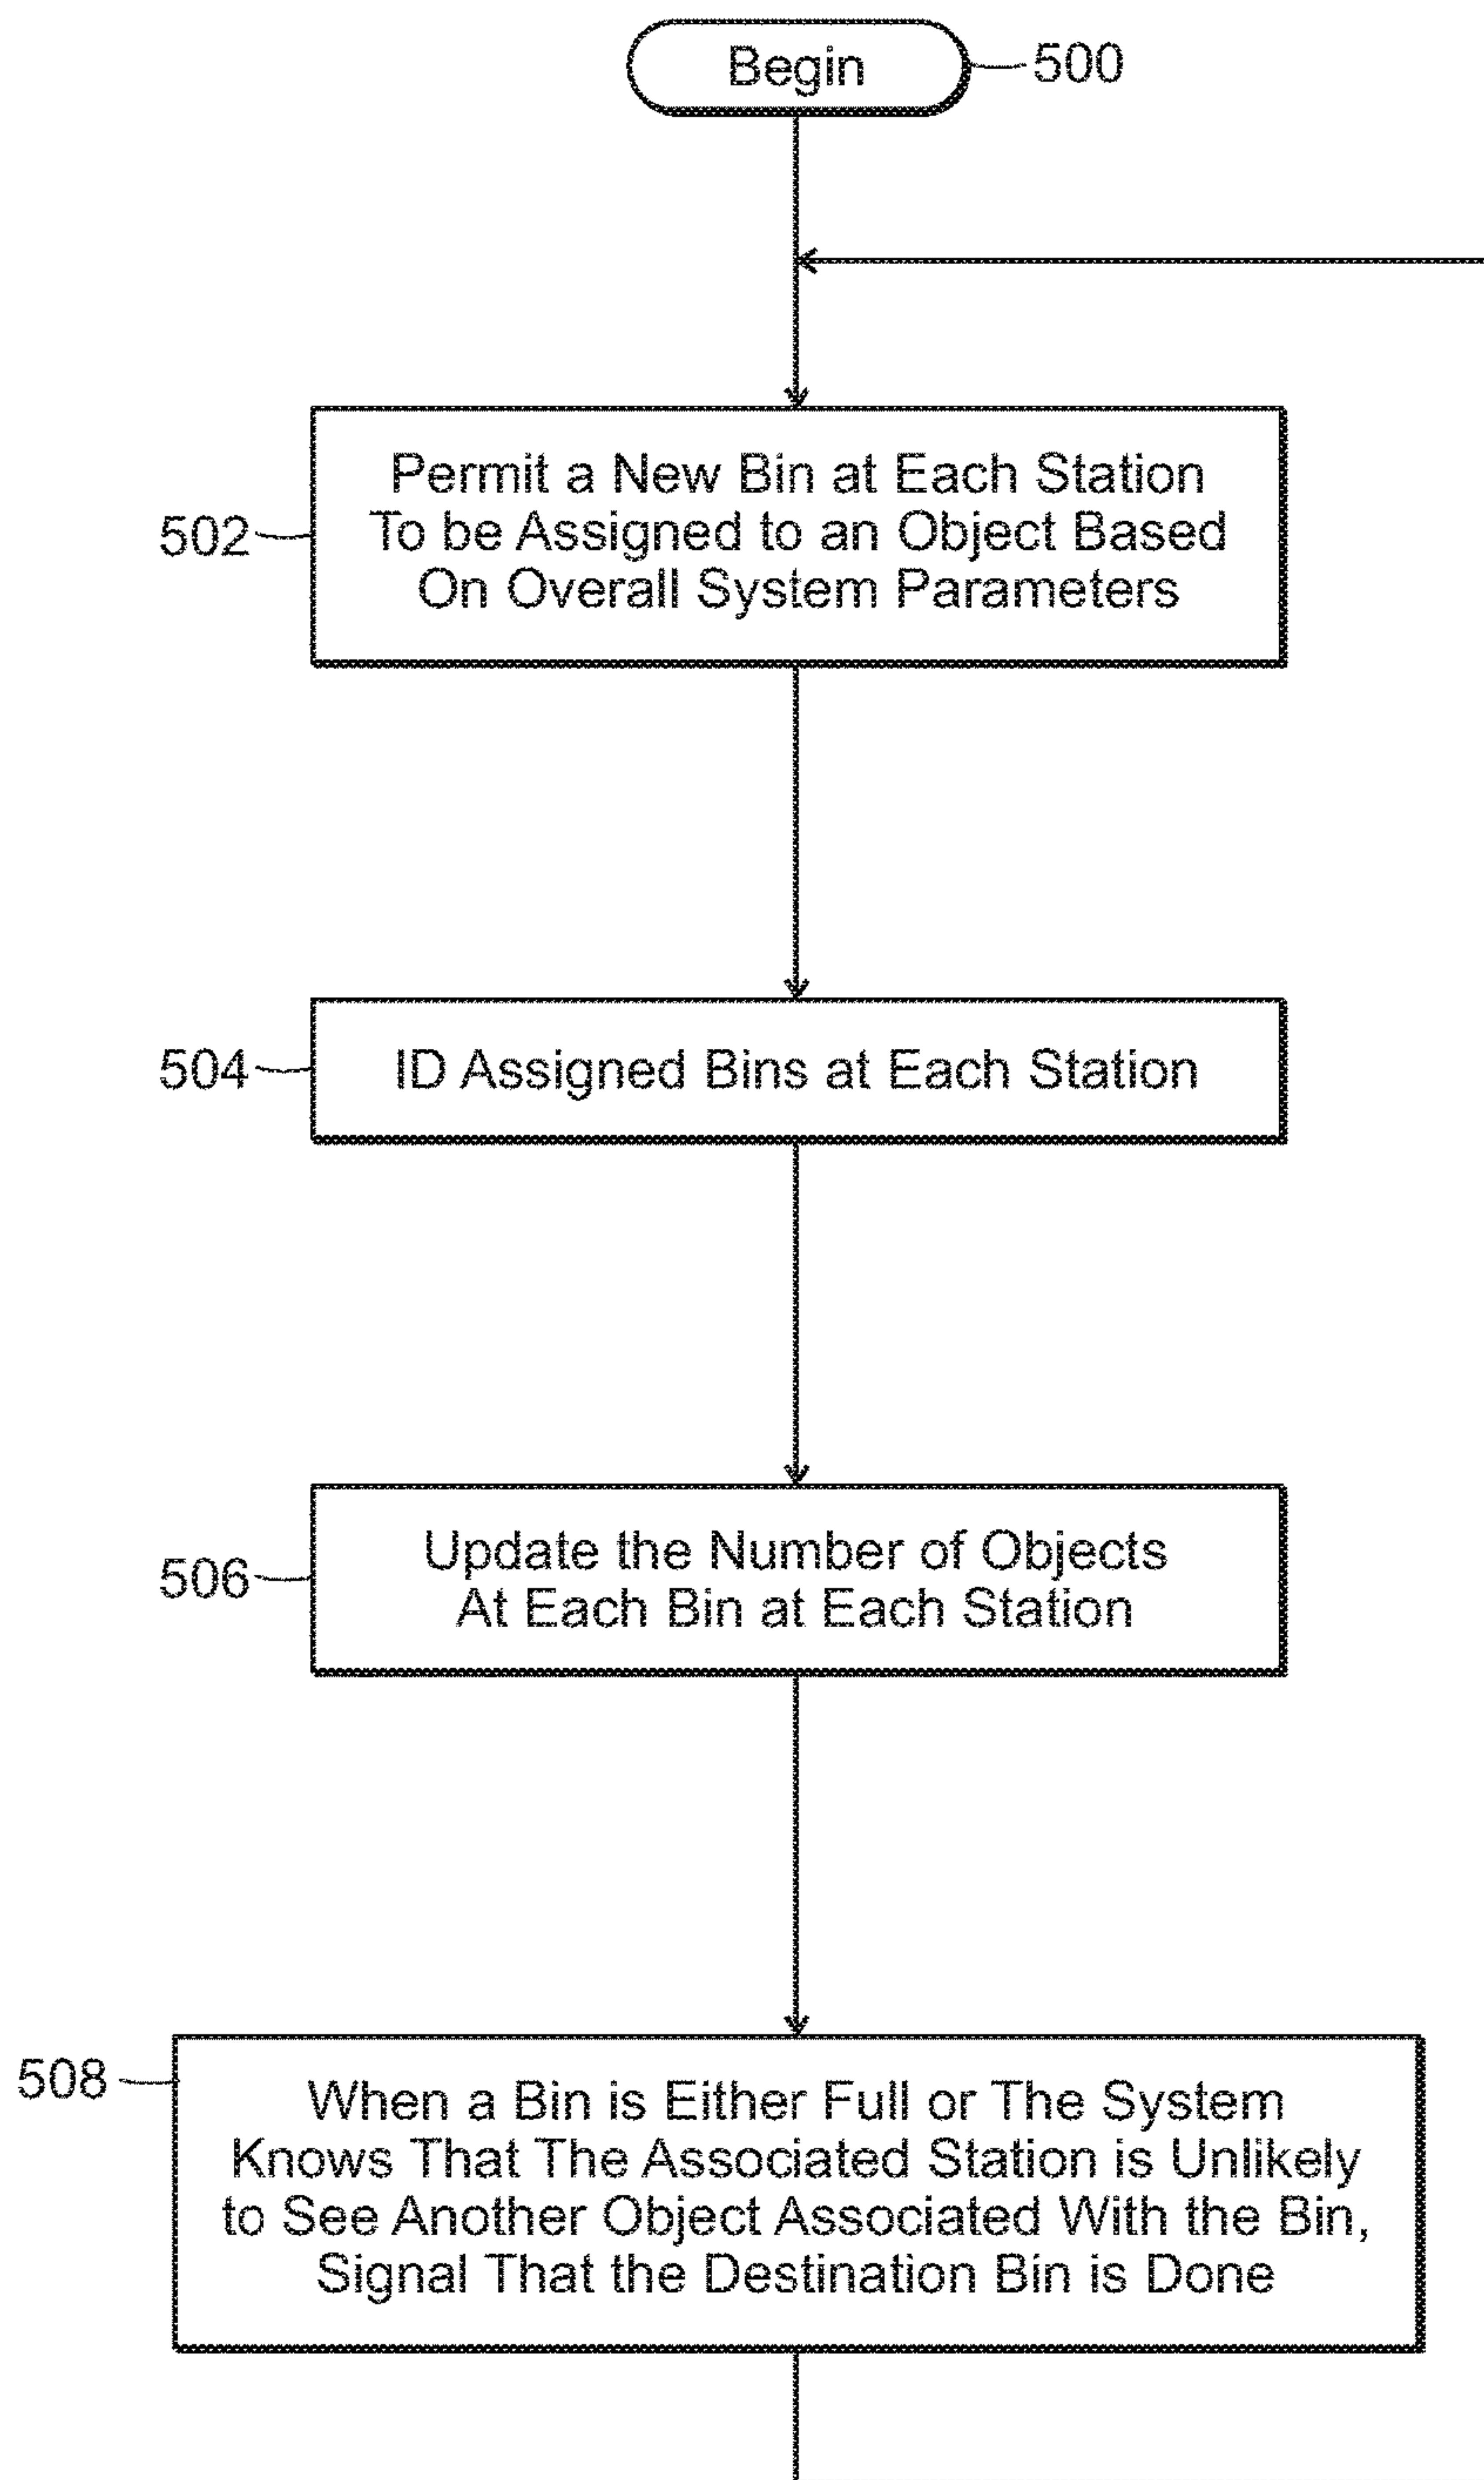 Begin
500
Permit a New Bin at Each Station
To be Assigned to an Object Based
On Overall System Parameters
502
ID Assigned Bins at Each Station
504
Update the Number of Objects
At Each Bin at Each Station
506
508
When a Bin is Either Full or The System
Knows That The Associated Station is Unlikely
to See Another Object Associated With the Bin,
Signal That the Destination Bin is Done